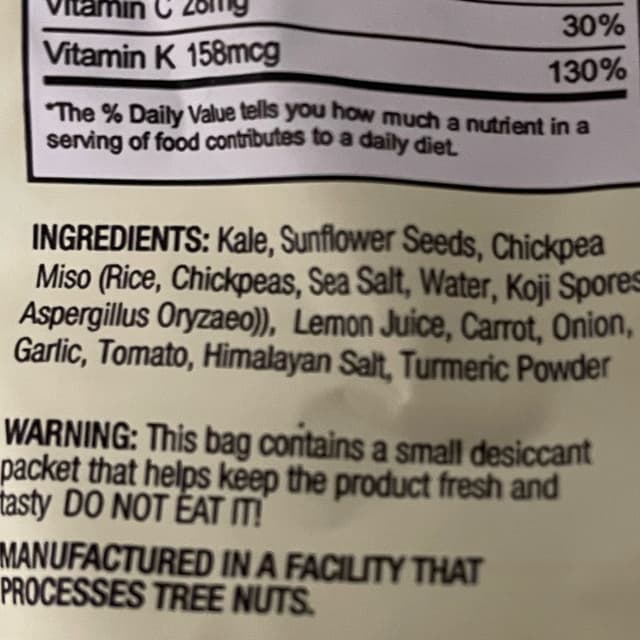 Vitamin C 28mg 30%
Vitamin K 158mcg 130%
*The % Daily Value tells you how much a nutrient in a
serving of food contributes to a daily diet.
INGREDIENTS: Kale, Sunflower Seeds, Chickpea
Miso (Rice, Chickpeas, Sea Salt, Water, Koji Spores
Aspergillus Oryzaeo)), Lemon Juice, Carrot, Onion,
Garlic, Tomato, Himalayan Salt, Turmeric Powder
WARNING: This bag contains a small desiccant
packet that helps keep the product fresh and
tasty DO NOT EAT IT!
MANUFACTURED IN A FACILITY THAT
PROCESSES TREE NUTS.